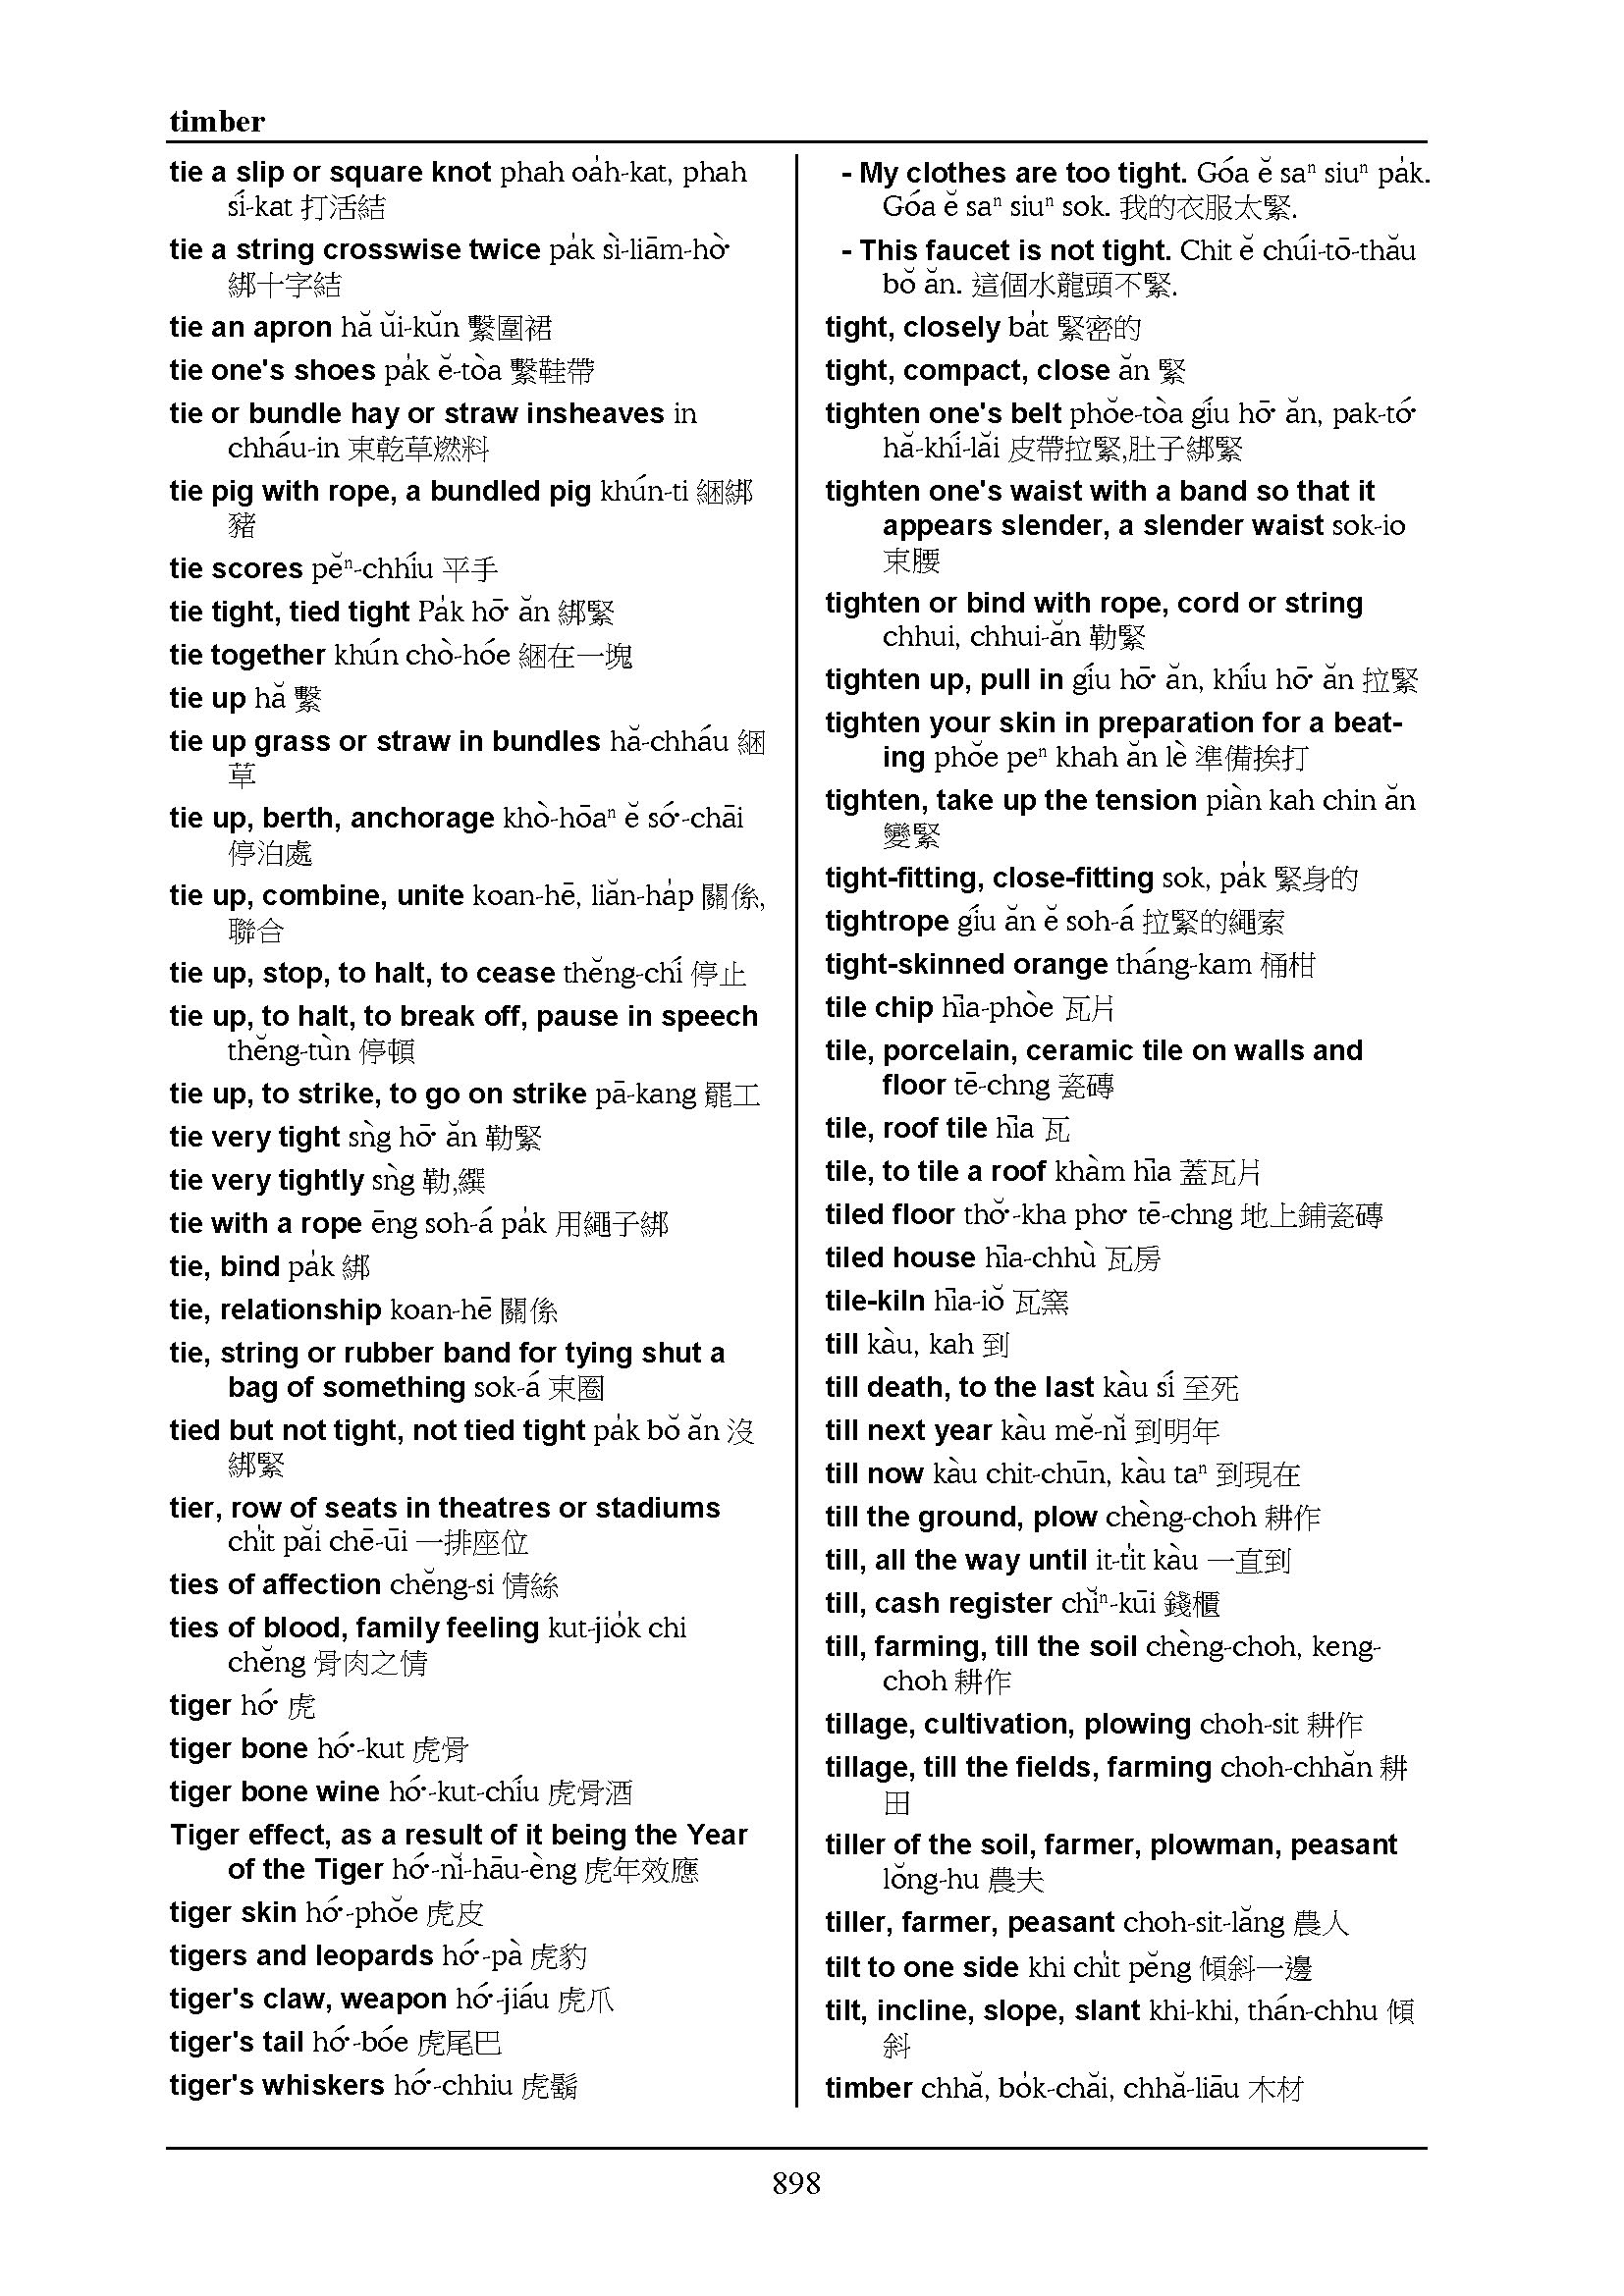 timber
tie a slip or square knot phah oa̍h-kat, phah
sí-kat 打活結
tie a string crosswise twice pa̍k sì-liām-hò͘
綁十字結
tie an apron hă ŭi-kŭn 繫圍裙
tie one's shoes pa̍k ĕ-tòa 繫鞋帶
tie or bundle hay or straw insheaves in
chháu-in 束乾草燃料
tie pig with rope, a bundled pig khún-ti 綑綁
豬
tie scores pĕⁿ-chhíu 平手
tie tight, tied tight Pa̍k hō͘ ăn 綁緊
tie together khún chò-hóe 綑在一塊
tie up hă 繫
tie up grass or straw in bundles hă-chháu 綑
草
tie up, berth, anchorage khò-hōaⁿ ĕ só͘-chāi
停泊處
tie up, combine, unite koan-hē, liăn-ha̍p 關係,
聯合
tie up, stop, to halt, to cease thĕng-chí 停止
tie up, to halt, to break off, pause in speech
thĕng-tùn 停頓
tie up, to strike, to go on strike pā-kang 罷工
tie very tight sǹg hō͘ ăn 勒緊
tie very tightly sǹg 勒,繏
tie with a rope ēng soh-á pa̍k 用繩子綁
tie, bind pa̍k 綁
tie, relationship koan-hē 關係
tie, string or rubber band for tying shut a
bag of something sok-á 束圈
tied but not tight, not tied tight pa̍k bŏ ăn 沒
綁緊
tier, row of seats in theatres or stadiums
chi̍t păi chē-ūi 一排座位
ties of affection chĕng-si 情絲
ties of blood, family feeling kut-jio̍k chi
chĕng 骨肉之情
tiger hó͘ 虎
tiger bone hó͘-kut 虎骨
tiger bone wine hó͘-kut-chíu 虎骨酒
Tiger effect, as a result of it being the Year
of the Tiger hó͘-nĭ-hāu-èng 虎年效應
tiger skin hó͘-phŏe 虎皮
tigers and leopards hó͘-pà 虎豹
tiger's claw, weapon hó͘-jiáu 虎爪
tiger's tail hó͘-bóe 虎尾巴
tiger's whiskers hó͘-chhiu 虎鬍
- My clothes are too tight. Góa ĕ saⁿ siuⁿ pa̍k.
Góa ĕ saⁿ siuⁿ sok. 我的衣服太緊.
- This faucet is not tight. Chit ĕ chúi-tō-thău
bŏ ăn. 這個水龍頭不緊.
tight, closely ba̍t 緊密的
tight, compact, close ăn 緊
tighten one's belt phŏe-tòa gíu hō͘ ăn, pak-tó͘
hă-khí-lăi 皮帶拉緊,肚子綁緊
tighten one's waist with a band so that it
appears slender, a slender waist sok-io
束腰
tighten or bind with rope, cord or string
chhui, chhui-ăn 勒緊
tighten up, pull in gíu hō͘ ăn, khíu hō͘ ăn 拉緊
tighten your skin in preparation for a beat-
ing phŏe peⁿ khah ăn lè 準備挨打
tighten, take up the tension piàn kah chin ăn
變緊
tight-fitting, close-fitting sok, pa̍k 緊身的
tightrope gíu ăn ĕ soh-á 拉緊的繩索
tight-skinned orange tháng-kam 桶柑
tile chip hīa-phòe 瓦片
tile, porcelain, ceramic tile on walls and
floor tē-chng 瓷磚
tile, roof tile hīa 瓦
tile, to tile a roof khàm hīa 蓋瓦片
tiled floor thŏ͘-kha pho͘ tē-chng 地上鋪瓷磚
tiled house hīa-chhù 瓦房
tile-kiln hīa-iŏ 瓦窯
till kàu, kah 到
till death, to the last kàu sí 至死
till next year kàu mĕ-nĭ 到明年
till now kàu chit-chūn, kàu taⁿ 到現在
till the ground, plow chèng-choh 耕作
till, all the way until it-ti̍t kàu 一直到
till, cash register chĭⁿ-kūi 錢櫃
till, farming, till the soil chèng-choh, keng-
choh 耕作
tillage, cultivation, plowing choh-sit 耕作
tillage, till the fields, farming choh-chhăn 耕
田
tiller of the soil, farmer, plowman, peasant
lŏng-hu 農夫
tiller, farmer, peasant choh-sit-lăng 農人
tilt to one side khi chi̍t pĕng 傾斜一邊
tilt, incline, slope, slant khi-khi, thán-chhu 傾
斜
timber chhă, bo̍k-chăi, chhă-liāu 木材
898